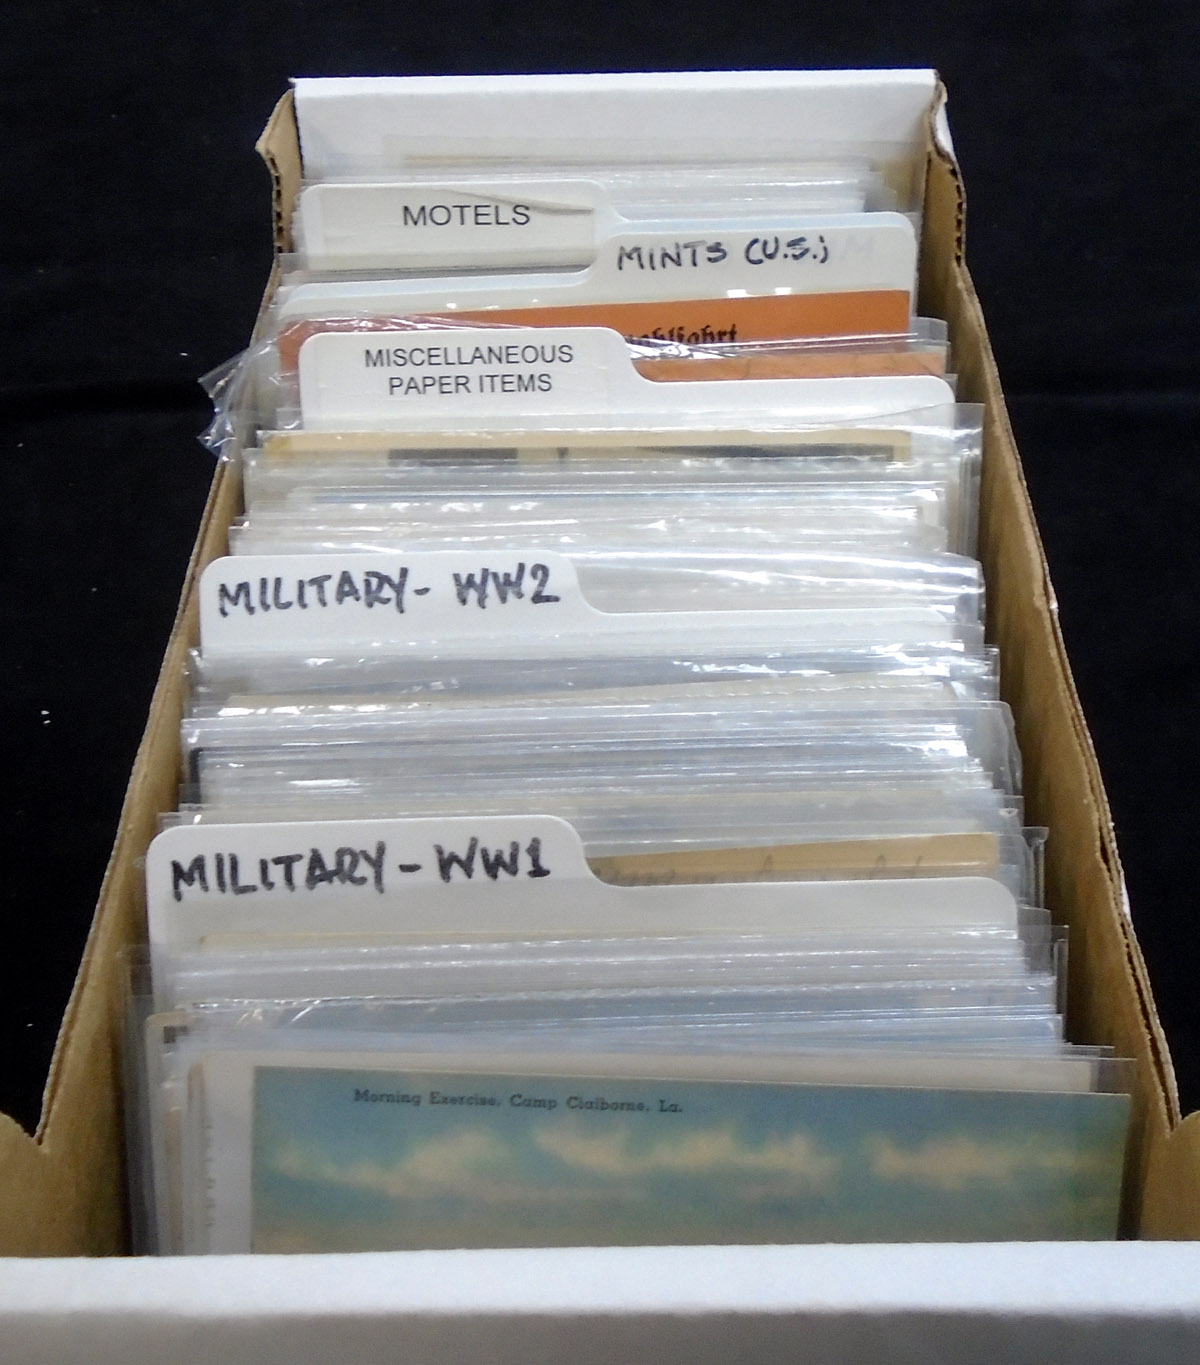 MOTELS
MINTS (U.S.)
MISCELLANEOUS
PAPER ITEMS
MILITARY- WW2
MILITARY-WW1
Morning Exercise, Camp Claiborne, La.